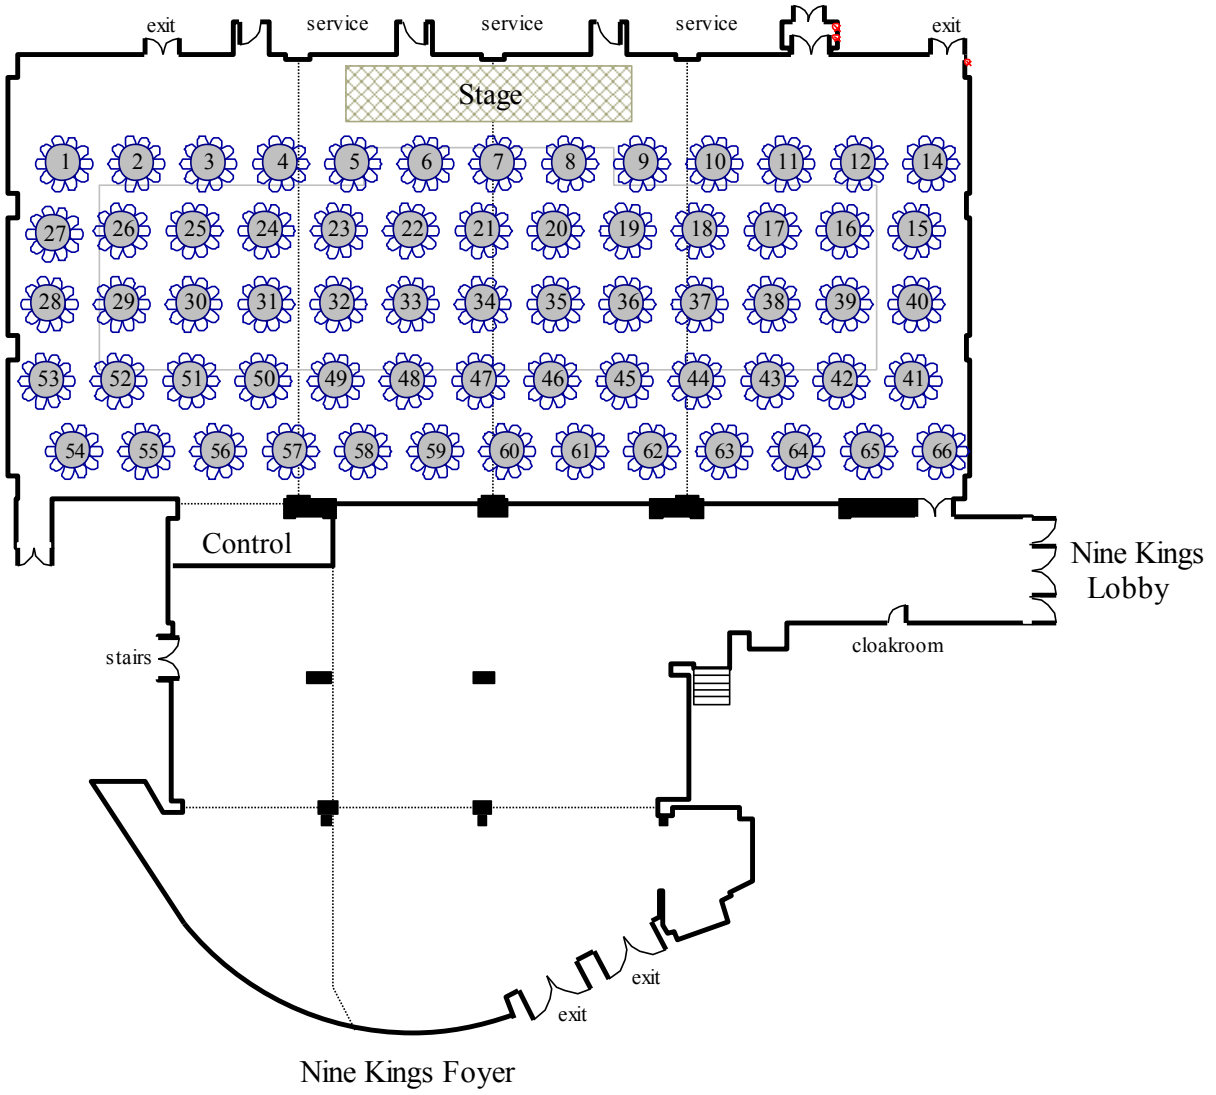 exit service service service exit
Stage
1 2 3 4 5 6 7 8 9 10 11 12 14
27 26 25 24 23 22 21 20 19 18 17 16 15
28 29 30 31 32 33 34 35 36 37 38 39 40
53 52 51 50 49 48 47 46 45 44 43 42 41
54 55 56 57 58 59 60 61 62 63 64 65 66
Control
Nine Kings
Lobby
cloakroom
stairs
exit
exit
Nine Kings Foyer